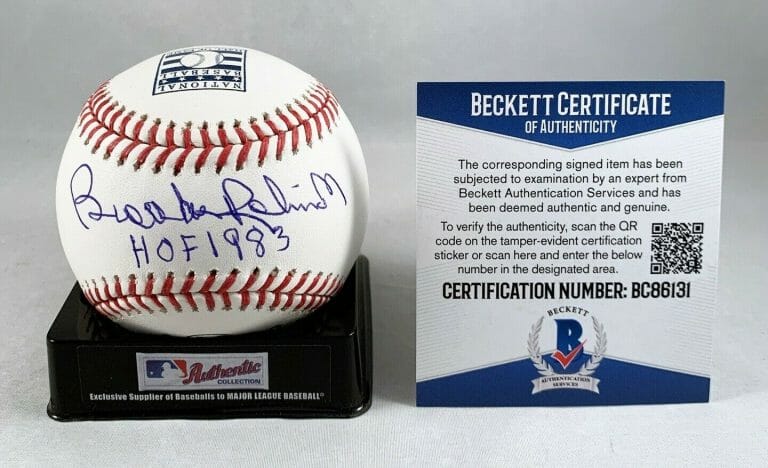 NATIONAL
BASEBALL
HALL OF FAME
Brooks Robinson
HOF 1983
Authentic
COLLECTION
Exclusive Supplier of Baseballs to MAJOR LEAGUE BASEBALL®
BECKETT CERTIFICATE
OF AUTHENTICITY
The corresponding signed item has been
subjected to examination by an expert from
Beckett Authentication Services and has
been deemed authentic and genuine.
To verify the authenticity, scan the QR
code on the tamper-evident certification
sticker or scan here and enter the below
number in the designated area.
CERTIFICATION NUMBER: BC86131
BECKETT
B
AUTHENTICATION
SERVICES